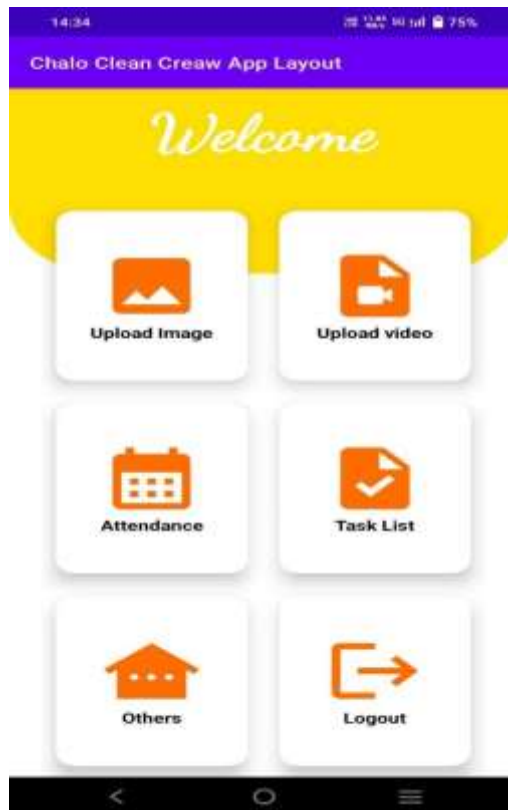 14:34
75%
Chalo Clean Creaw App Layout
Welcome
Upload Image
Upload video
Attendance
Task List
Others
Logout